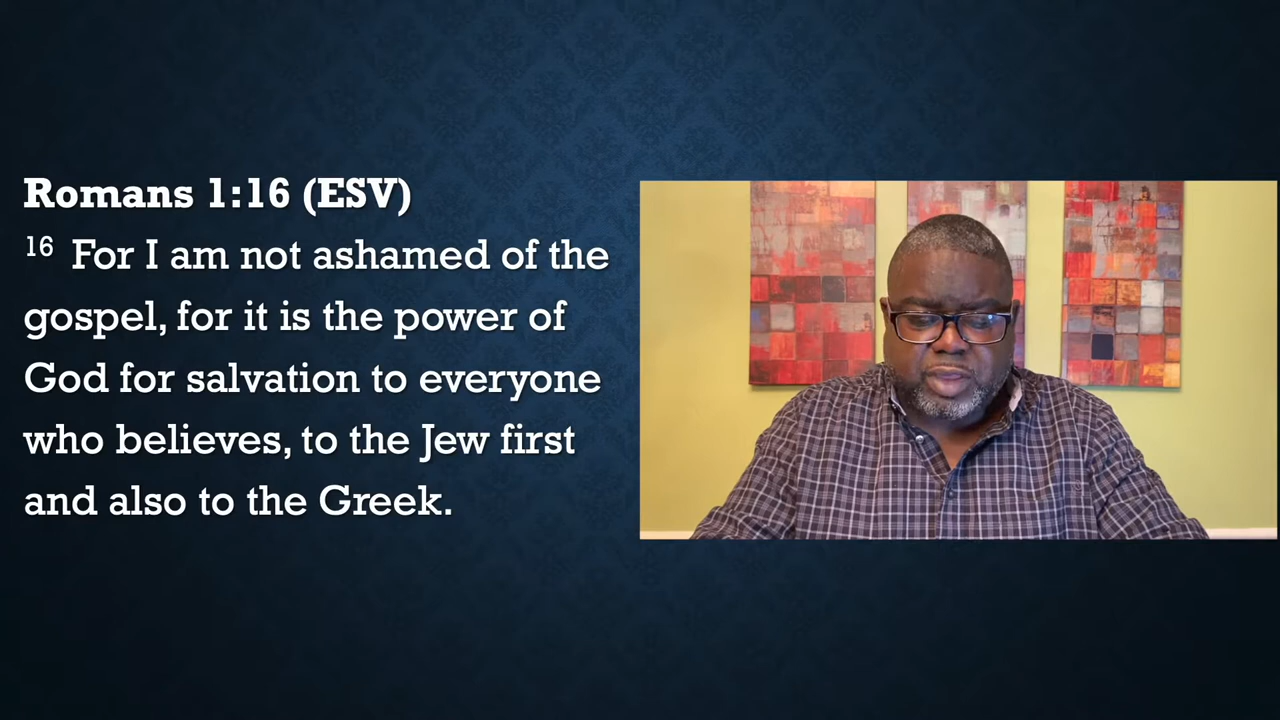 Romans 1:16 (ESV)
16 For I am not ashamed of the
gospel, for it is the power of
God for salvation to everyone
who believes, to the Jew first
and also to the Greek.